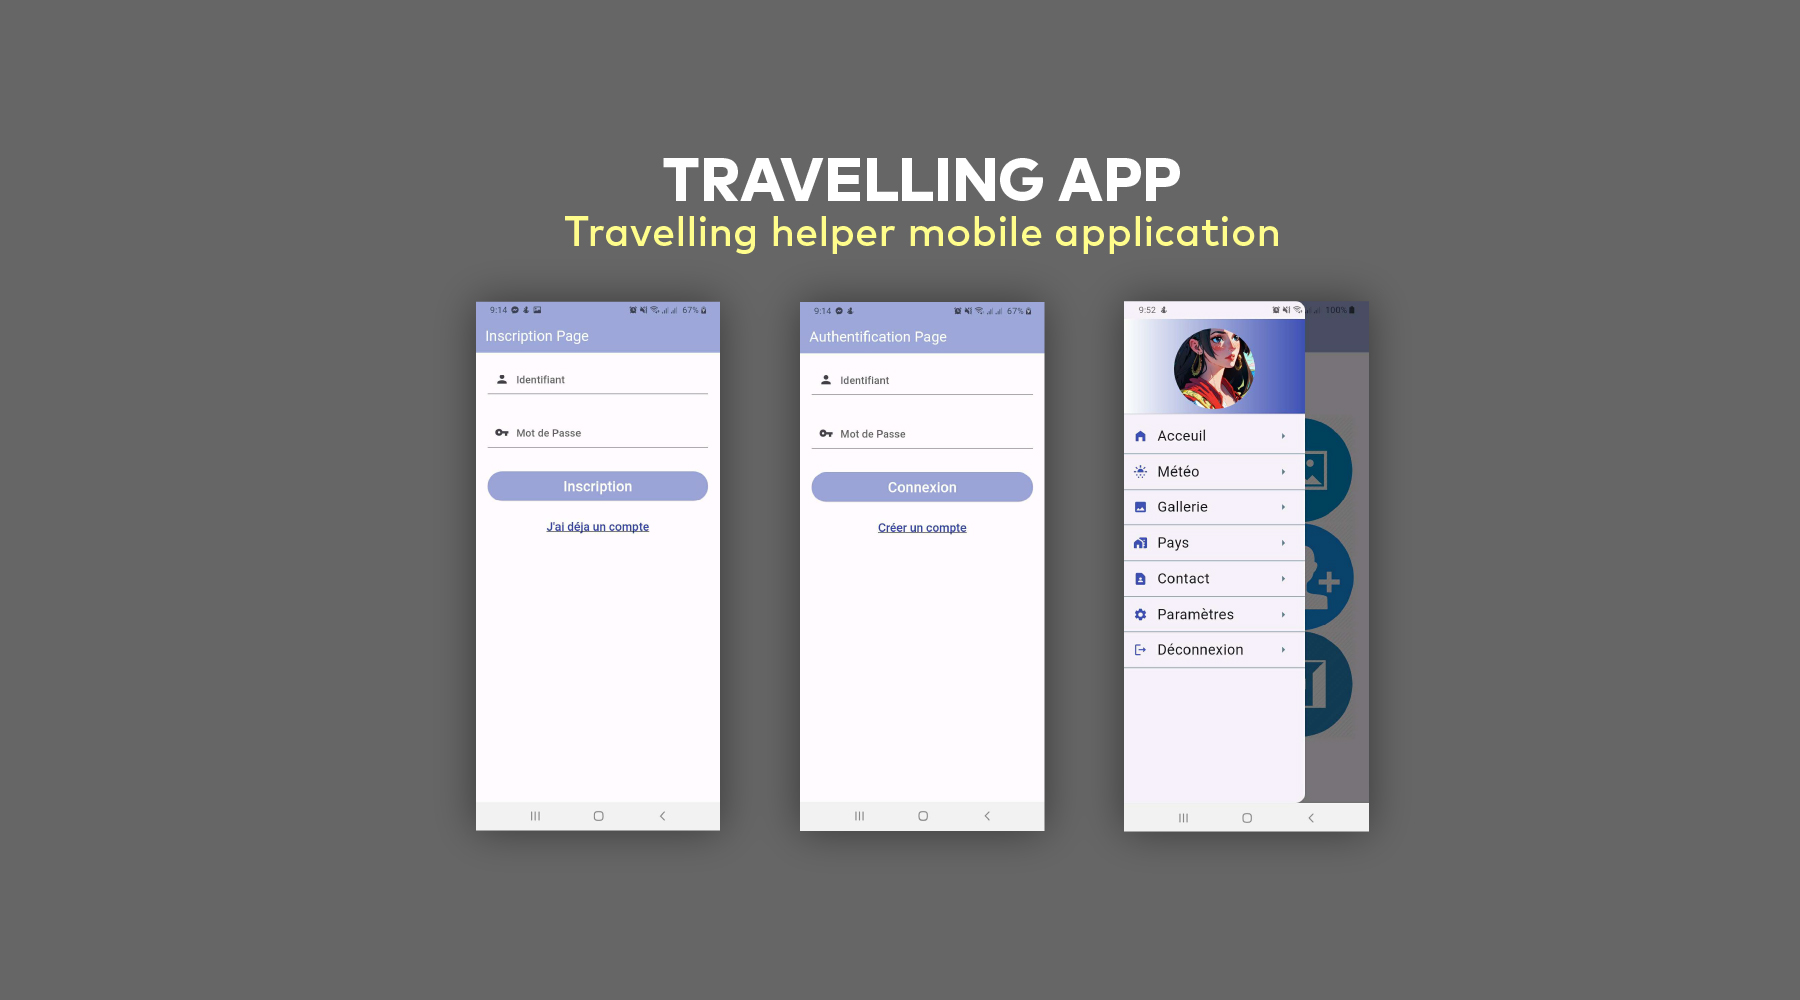 TRAVELLING APP
Travelling helper mobile application
9:14
67%
Inscription Page
Identifiant
Mot de Passe
Inscription
J'ai déja un compte
9:14
67%
Authentification Page
Identifiant
Mot de Passe
Connexion
Créer un compte
9:52
100%
Acceuil
Météo
Gallerie
Pays
Contact
Paramètres
Déconnexion